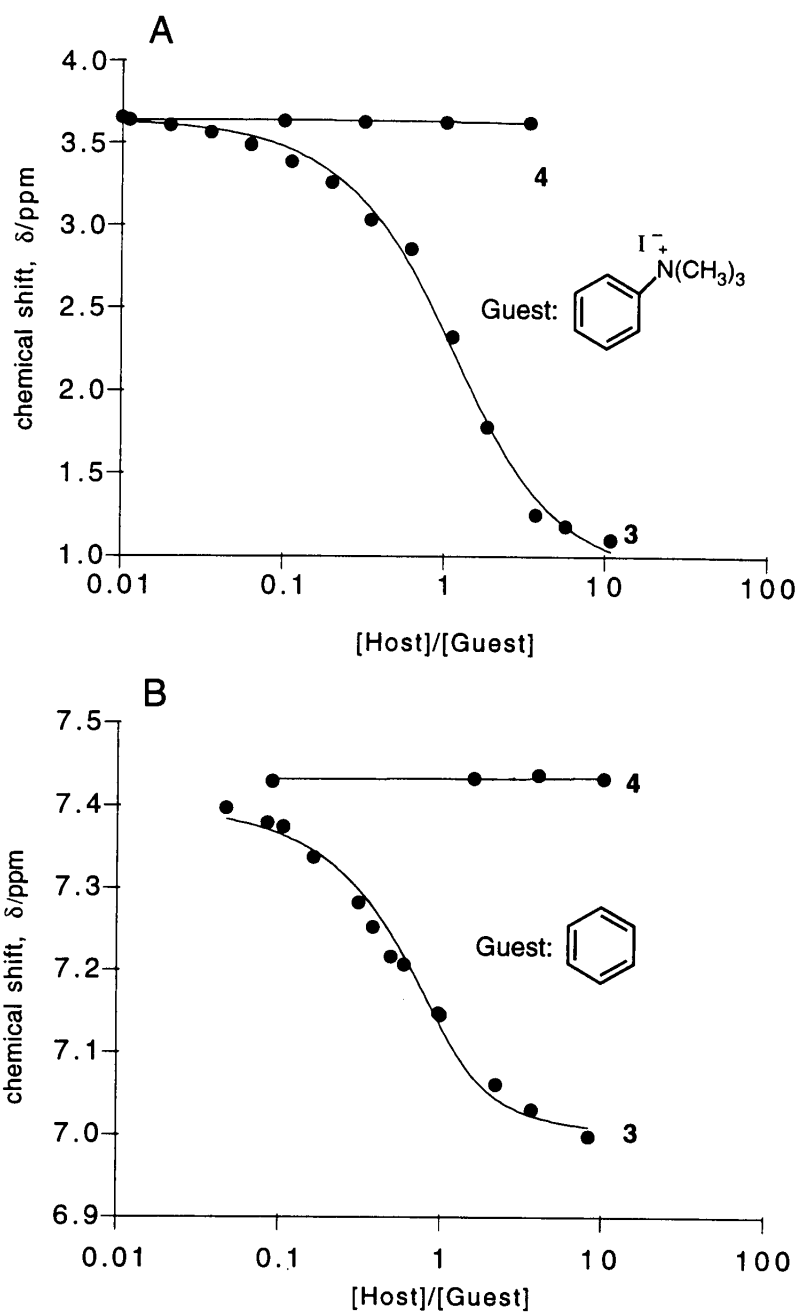 A
4.0
3.5
3.0
2.5
2.0
1.5
1.0
chemical shift, δ/ppm
4
I⁻
N⁺(CH₃)₃
Guest:
3
0.01 0.1 1 10 100
[Host]/[Guest]
B
7.5
7.4
7.3
7.2
7.1
7.0
6.9
chemical shift, δ/ppm
4
Guest:
3
0.01 0.1 1 10 100
[Host]/[Guest]